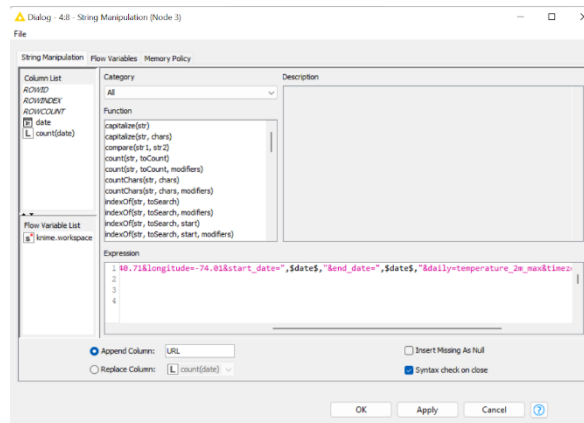 Dialog - 4:8 - String Manipulation (Node 3)
File
String Manipulation Flow Variables Memory Policy
Column List
ROWID
ROWINDEX
ROWCOUNT
date
L count(date)
Flow Variable List
s knime.workspace
Category
All
Function
capitalize(str)
capitalize(str, chars)
compare(str1, str2)
count(str, toCount)
count(str, toCount, modifiers)
countChars(str, chars)
countChars(str, chars, modifiers)
indexOf(str, toSearch)
indexOf(str, toSearch, modifiers)
indexOf(str, toSearch, start)
indexOf(str, toSearch, start, modifiers)
Description
Expression
1 40.71&longitude=-74.01&start_date=",$date$,"&end_date=",$date$,"&daily=temperature_2m_max&timez
2
3
4
Append Column: URL
Insert Missing As Null
Replace Column: L count(date)
Syntax check on close
OK Apply Cancel ?